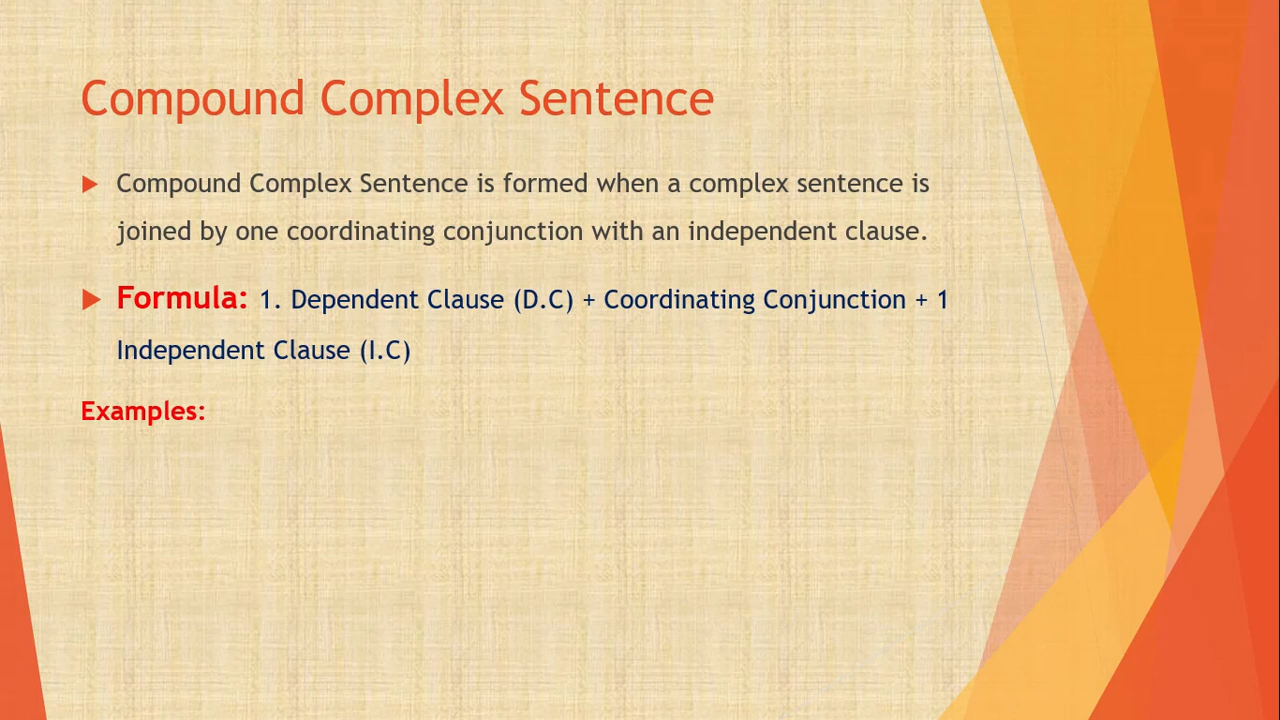 Compound Complex Sentence
Compound Complex Sentence is formed when a complex sentence is
joined by one coordinating conjunction with an independent clause.
Formula: 1. Dependent Clause (D.C) + Coordinating Conjunction + 1
Independent Clause (I.C)
Examples: